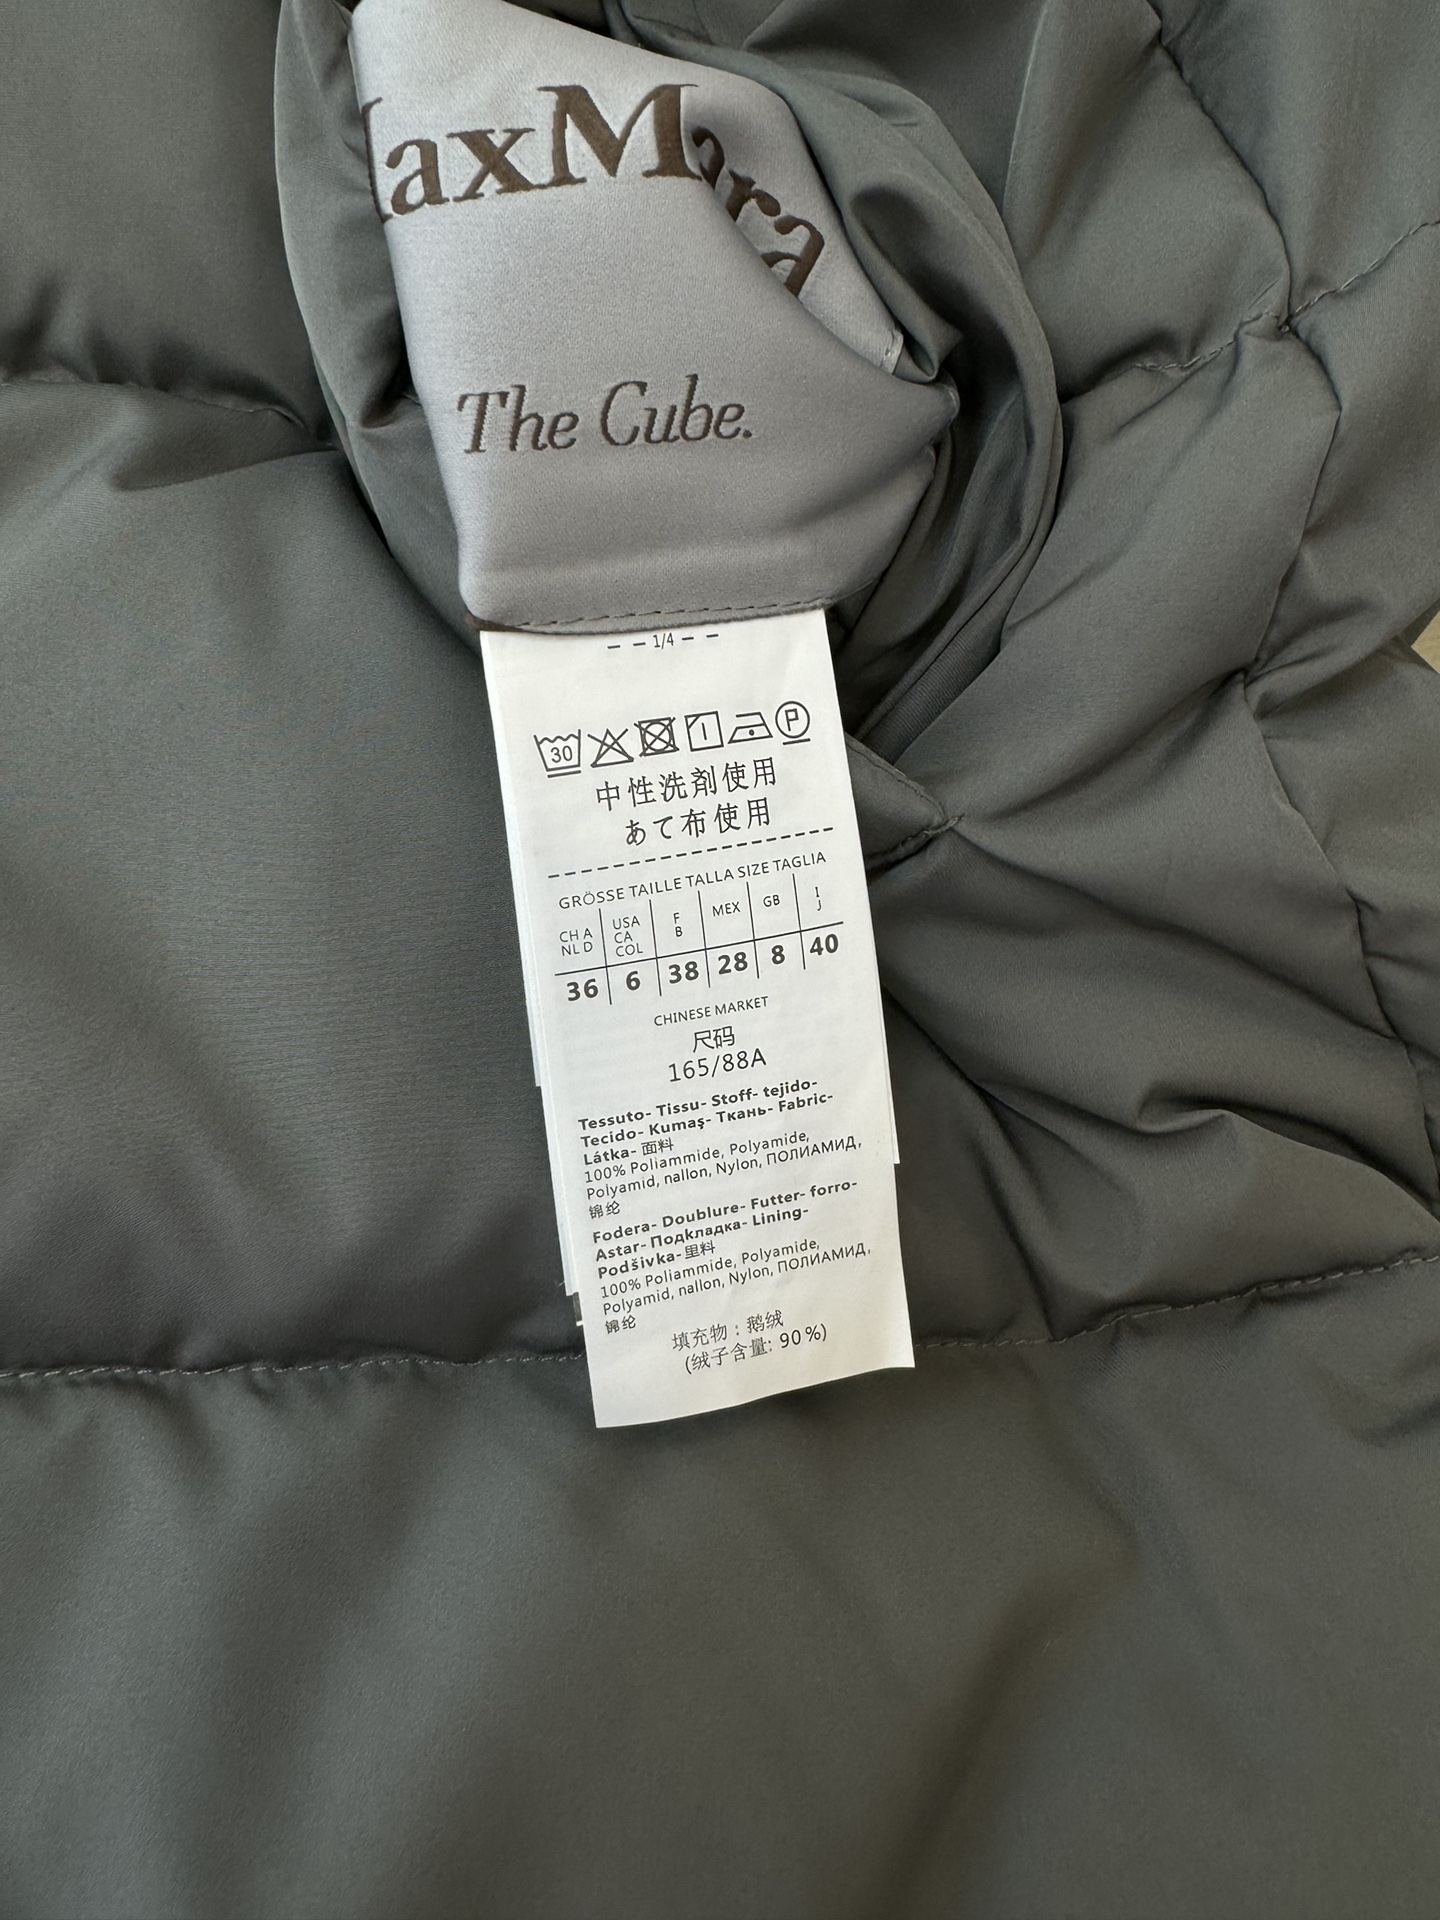 MaxMara
The Cube.
– – 1/4 – –
30 P
中性洗剤使用
あて布使用
GRÖSSE TAILLE TALLA SIZE TAGLIA
CH A NL D USA CA COL F B MEX GB I J
36 6 38 28 8 40
CHINESE MARKET
尺码
165/88A
Tessuto- Tissu- Stoff- tejido-
Tecido- Kumaş- Ткань- Fabric-
Látka- 面料
100% Poliammide, Polyamide,
Polyamid, nallon, Nylon, ПОЛИАМИД,
锦纶
Fodera- Doublure- Futter- forro-
Astar- Подкладка- Lining-
Podšivka- 里料
100% Poliammide, Polyamide,
Polyamid, nallon, Nylon, ПОЛИАМИД,
锦纶
填充物：鹅绒
(绒子含量: 90%)